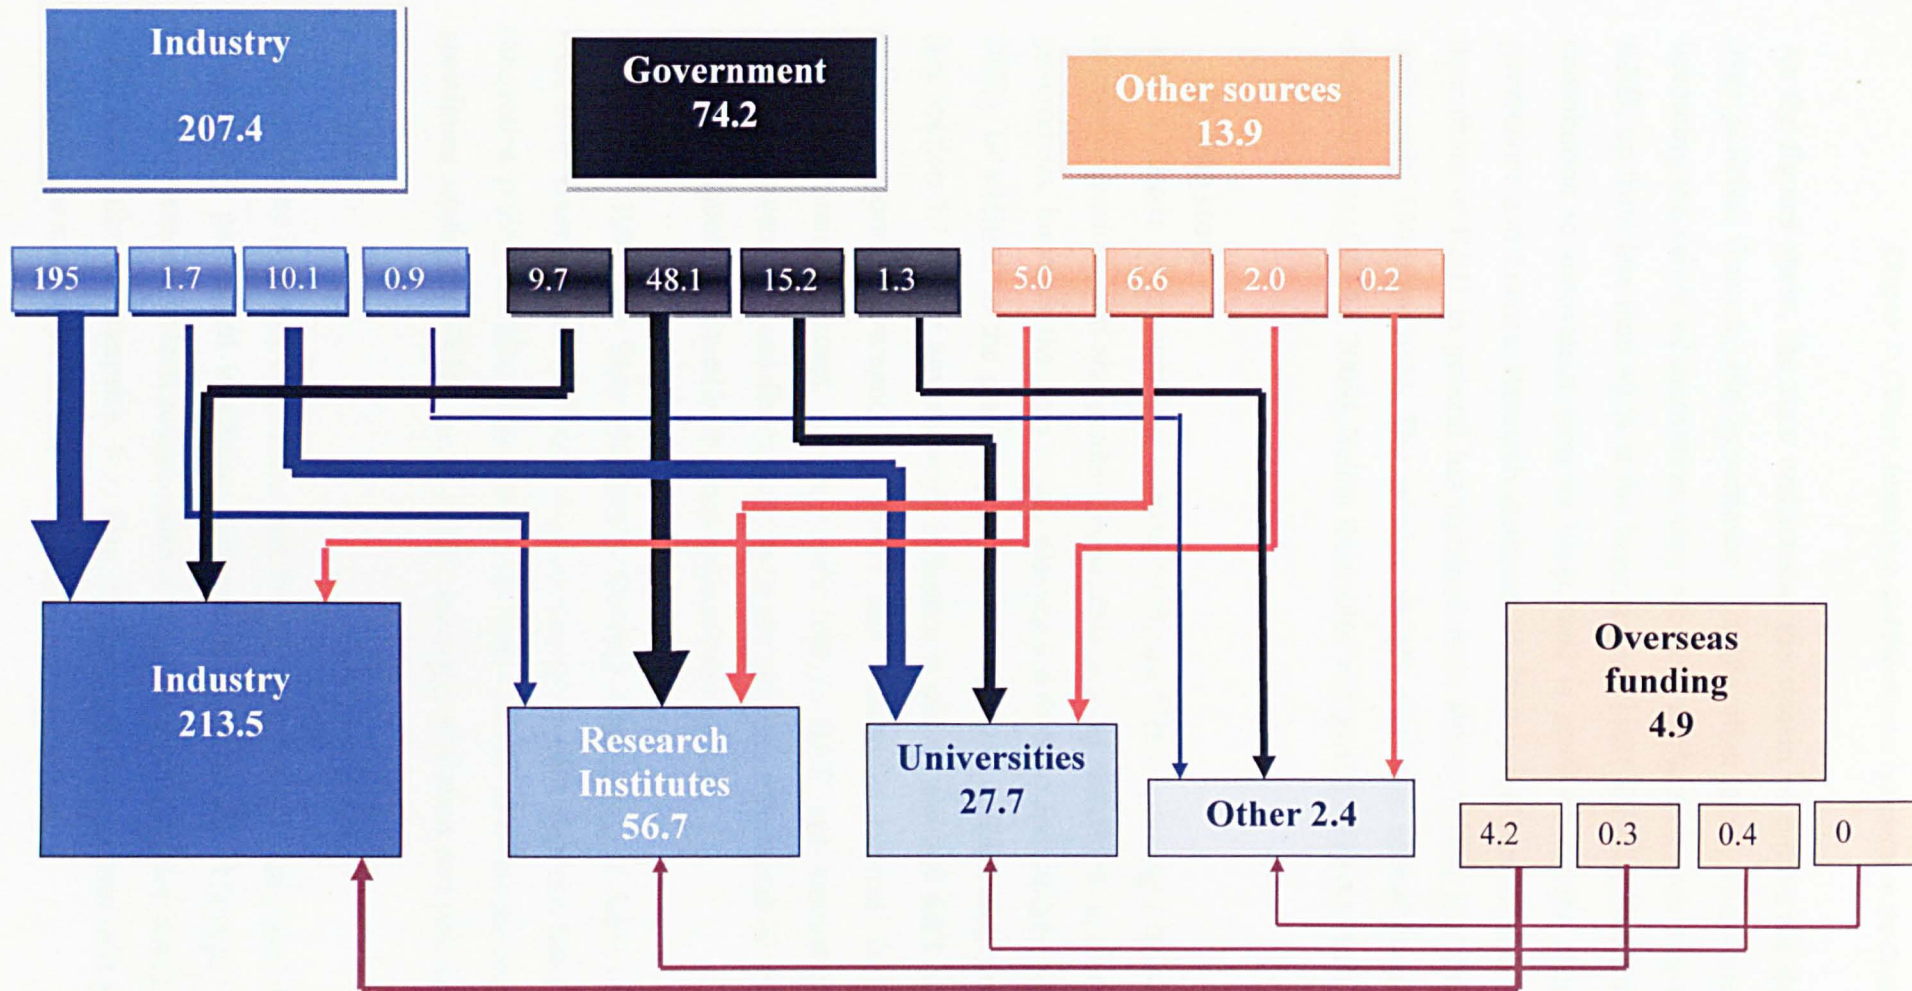 Industry
207.4
Government
74.2
Other sources
13.9
195
1.7
10.1
0.9
9.7
48.1
15.2
1.3
5.0
6.6
2.0
0.2
Industry
213.5
Research
Institutes
56.7
Universities
27.7
Other 2.4
Overseas
funding
4.9
4.2
0.3
0.4
0